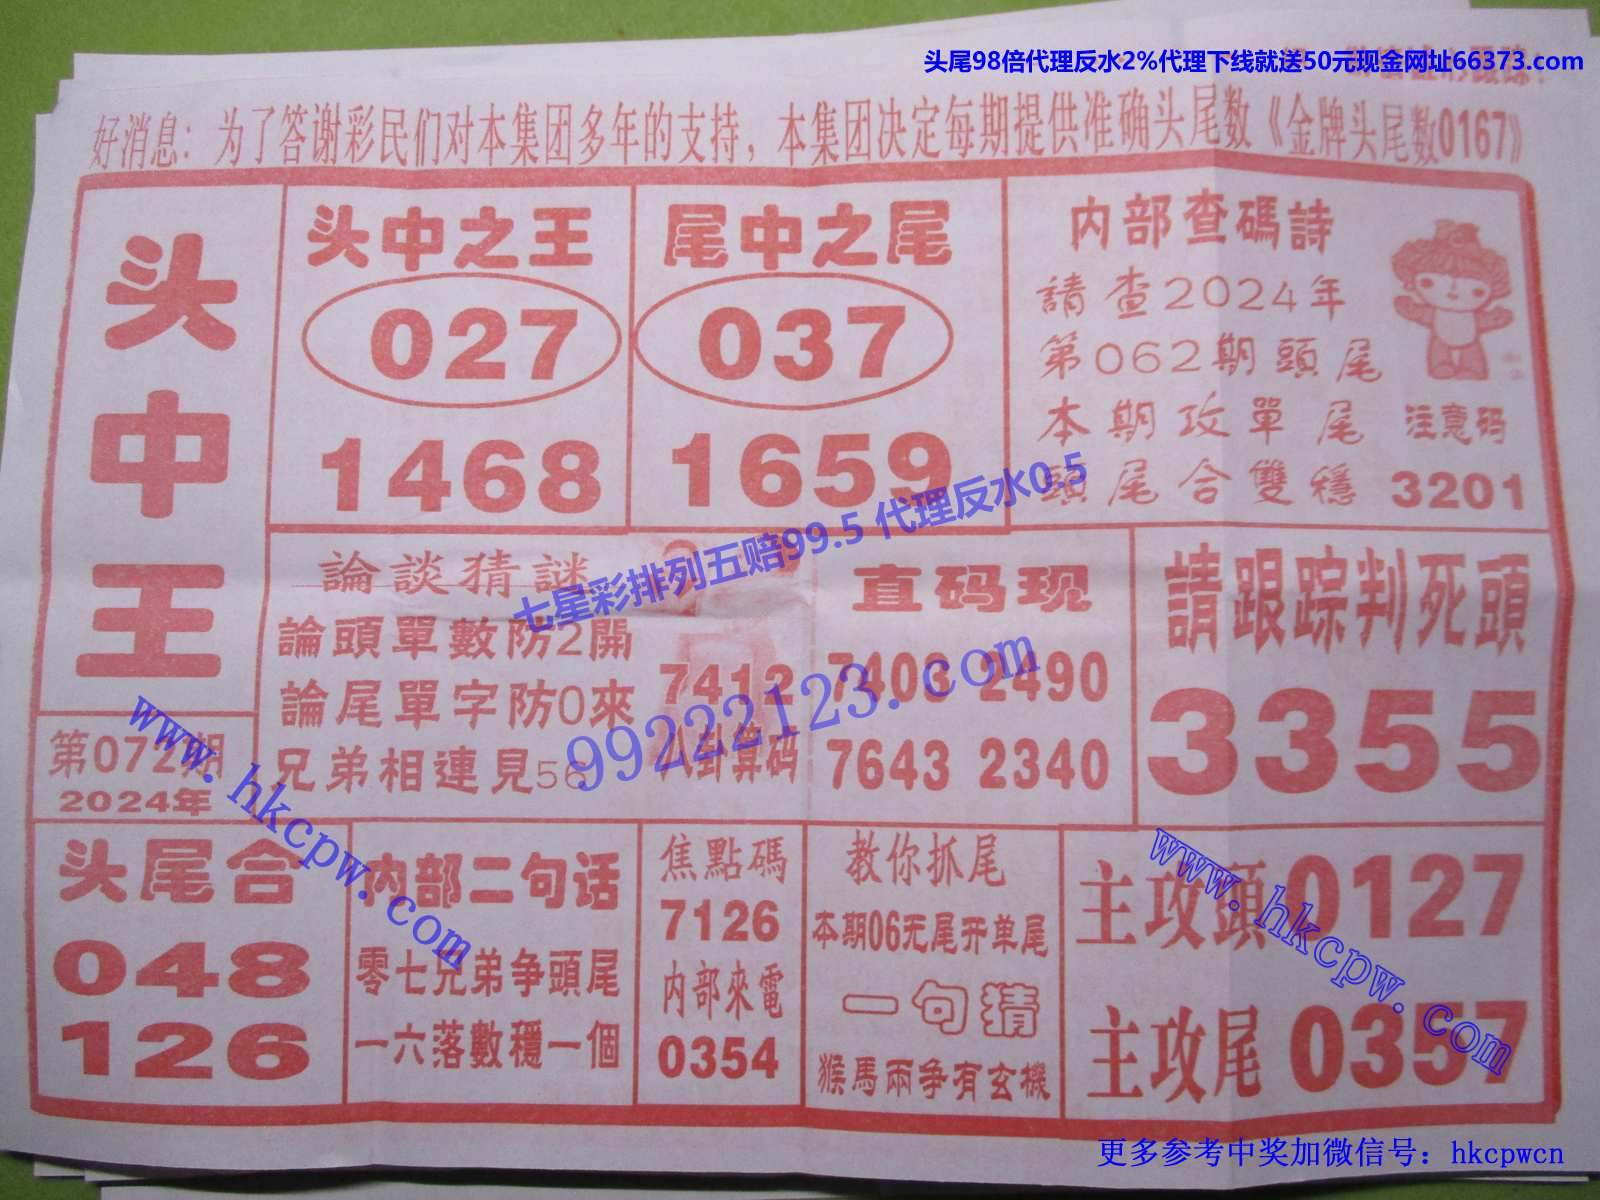 头尾98倍代理反水2%代理下线就送50元现金网址66373.com
好消息：为了答谢彩民们对本集团多年的支持，本集团决定每期提供准确头尾数《金牌头尾数0167》
头中王
第072期
2024年
头中之王
027
1468
尾中之尾
037
1659
内部查碼詩
請查2024年
第062期頭尾
本期攻單尾
頭尾合雙穩
注意码
3201
論談猜謎
論頭單數防2開
論尾單字防0來
兄弟相連見56
7412
八卦算码
直码现
7403 2490
7643 2340
請跟踪判死頭
3355
七星彩排列五赔99.5 代理反水0.5
99222123.com
www.hkcpw.com
头尾合
048
126
内部二句话
零七兄弟争頭尾
一六落數穩一個
焦點碼
7126
内部來電
0354
教你抓尾
本期06无尾开单尾
一句猜
猴馬兩争有玄機
主攻頭0127
主攻尾0357
www.hkcpw.com
更多参考中奖加微信号：hkcpwcn